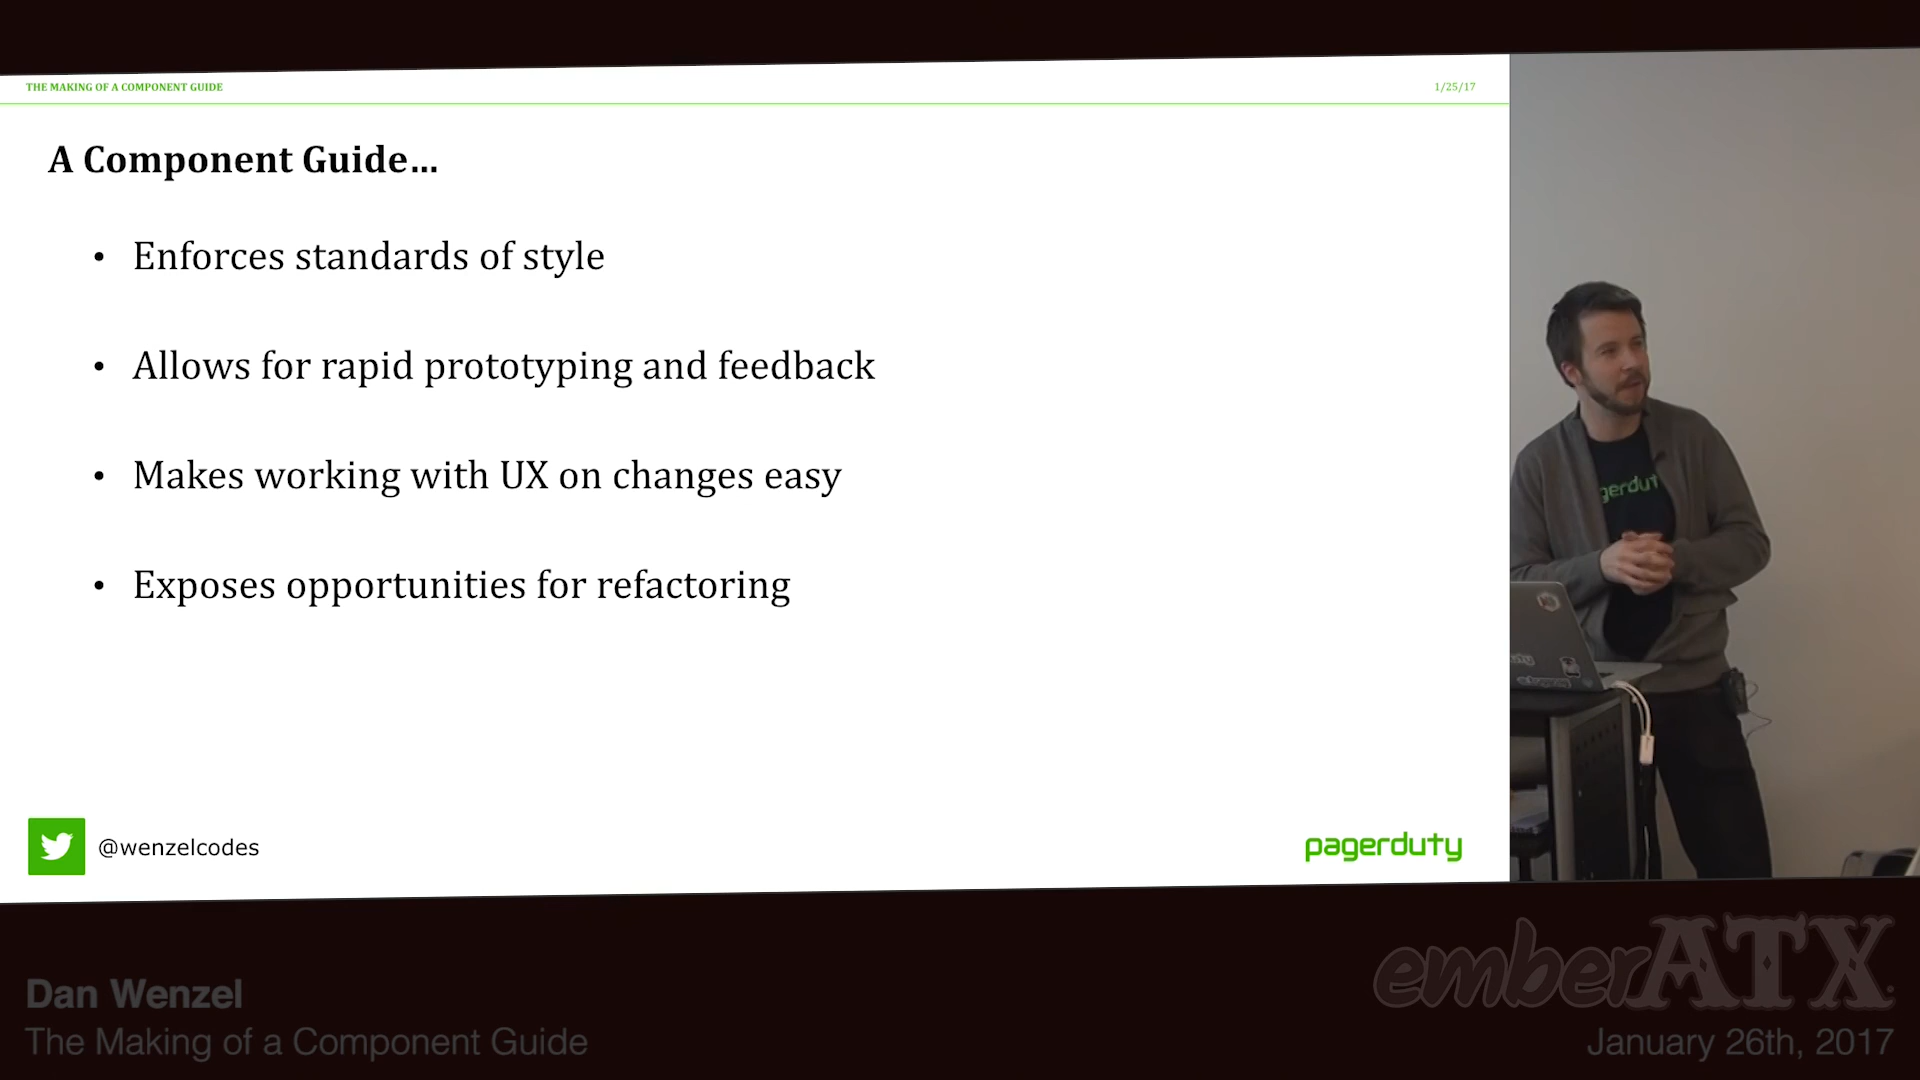 THE MAKING OF A COMPONENT GUIDE
1/25/17
A Component Guide...
• Enforces standards of style
• Allows for rapid prototyping and feedback
• Makes working with UX on changes easy
• Exposes opportunities for refactoring
@wenzelcodes
pagerduty
gerdut
emberATX
Dan Wenzel
The Making of a Component Guide
January 26th, 2017